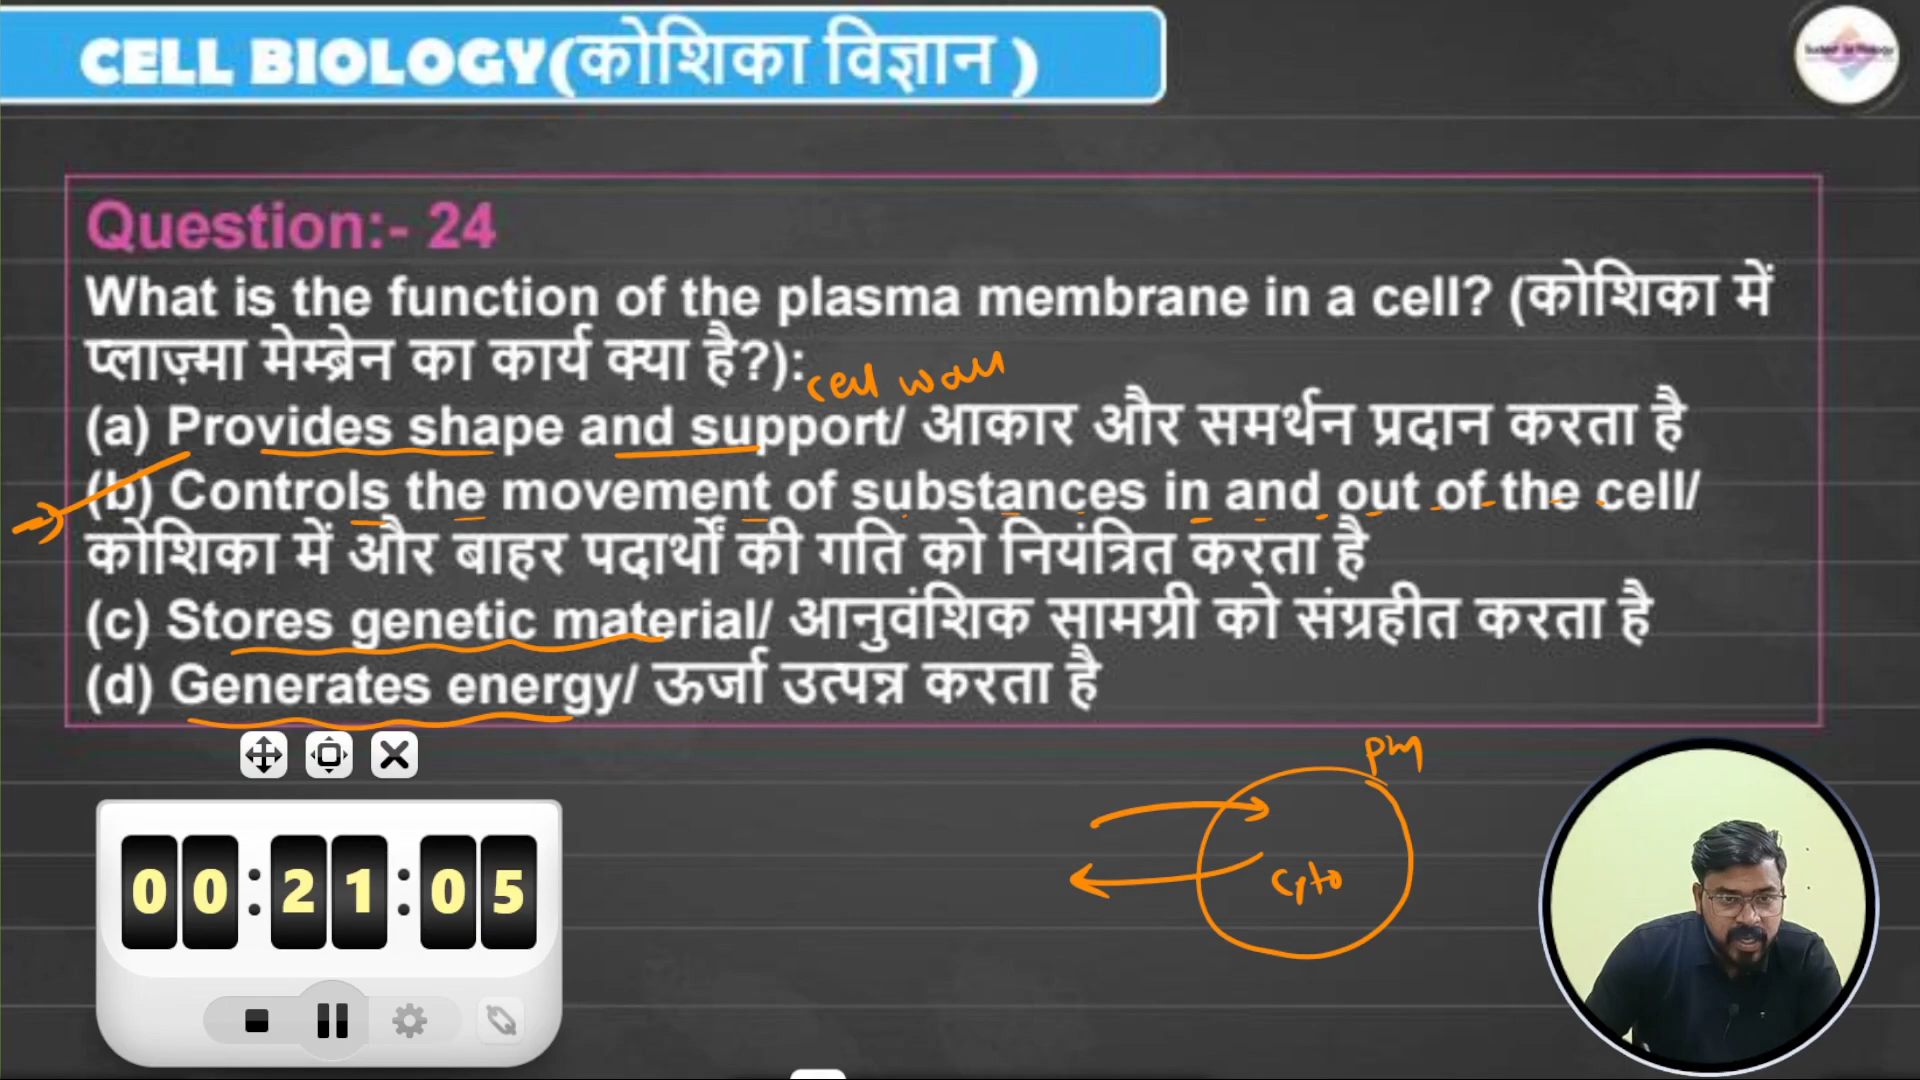 CELL BIOLOGY(कोशिका विज्ञान )
Question:- 24
What is the function of the plasma membrane in a cell? (कोशिका में
प्लाज़्मा मेम्ब्रेन का कार्य क्या है?):
cell wall
(a) Provides shape and support/ आकार और समर्थन प्रदान करता है
(b) Controls the movement of substances in and out of the cell/
कोशिका में और बाहर पदार्थों की गति को नियंत्रित करता है
(c) Stores genetic material/ आनुवंशिक सामग्री को संग्रहीत करता है
(d) Generates energy/ ऊर्जा उत्पन्न करता है
PM
Cyto
00:21:05